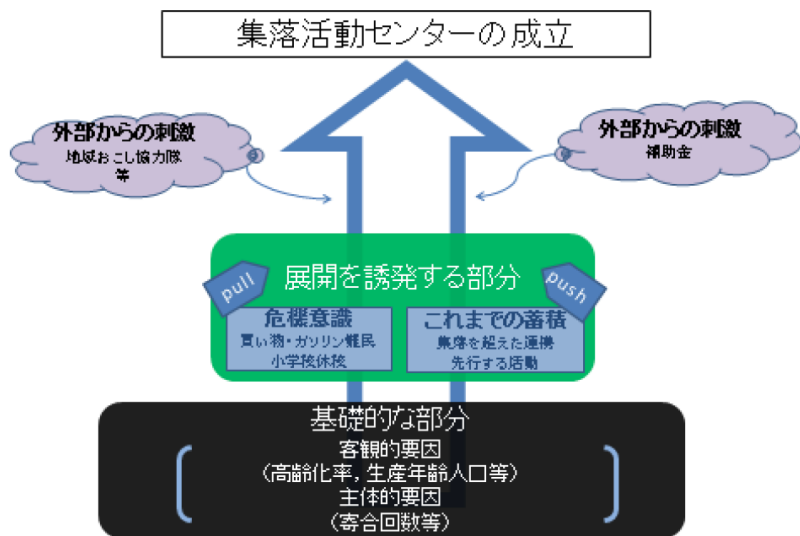 集落活動センターの成立
外部からの刺激
地域おこし協力隊
等
外部からの刺激
補助金
展開を誘発する部分
pull
push
危機意識
買い物・ガソリン難民
小学校休校
これまでの蓄積
集落を超えた連携
先行する活動
基礎的な部分
客観的要因
(高齢化率，生産年齢人口等)
主体的要因
(寄合回数等)